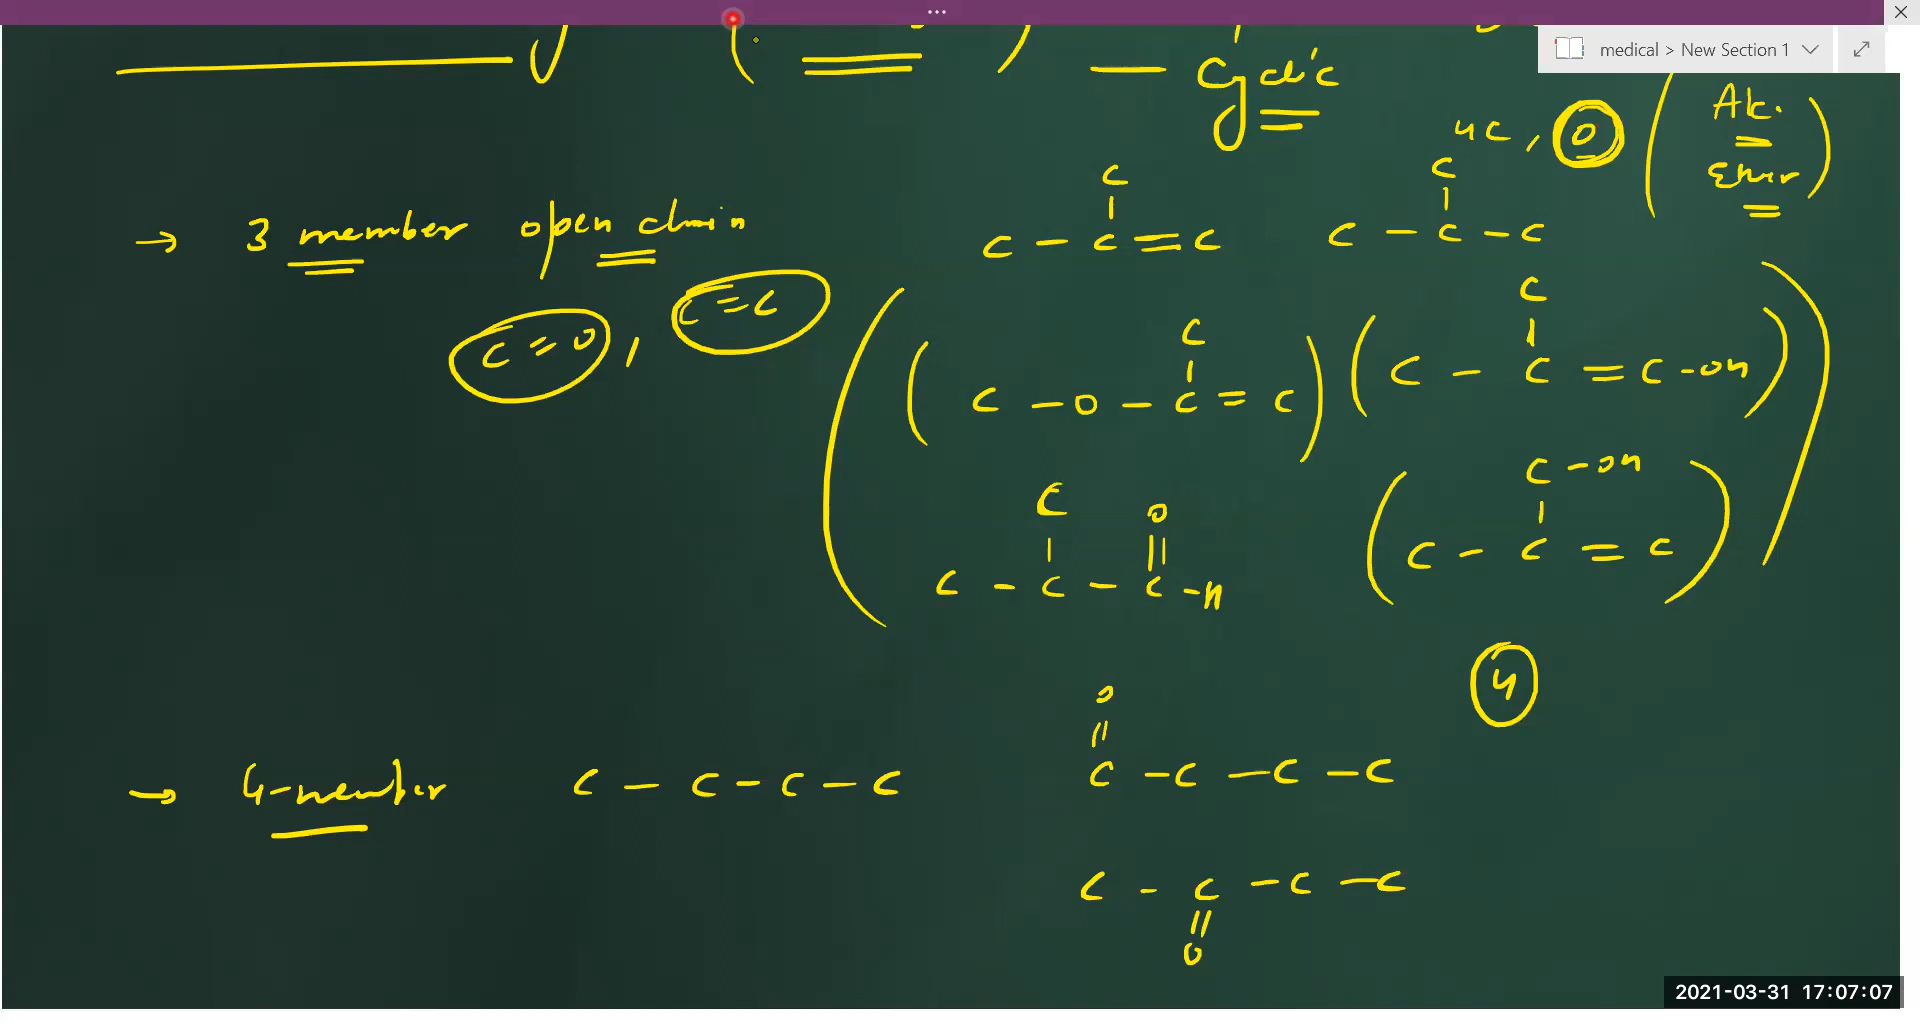 medical > New Section 1
Cyclic
4C, O
Alc.
Ether
→ 3 member open chain
C
C – C = C
C
C – C – C
C = O, C = C
C
C – O – C = C
C
C – C = C – OH
C
O
C – C – C – H
C – OH
C – C = C
4
→ 4-member
C – C – C – C
O
C – C – C – C
C – C – C – C
O
2021-03-31 17:07:07